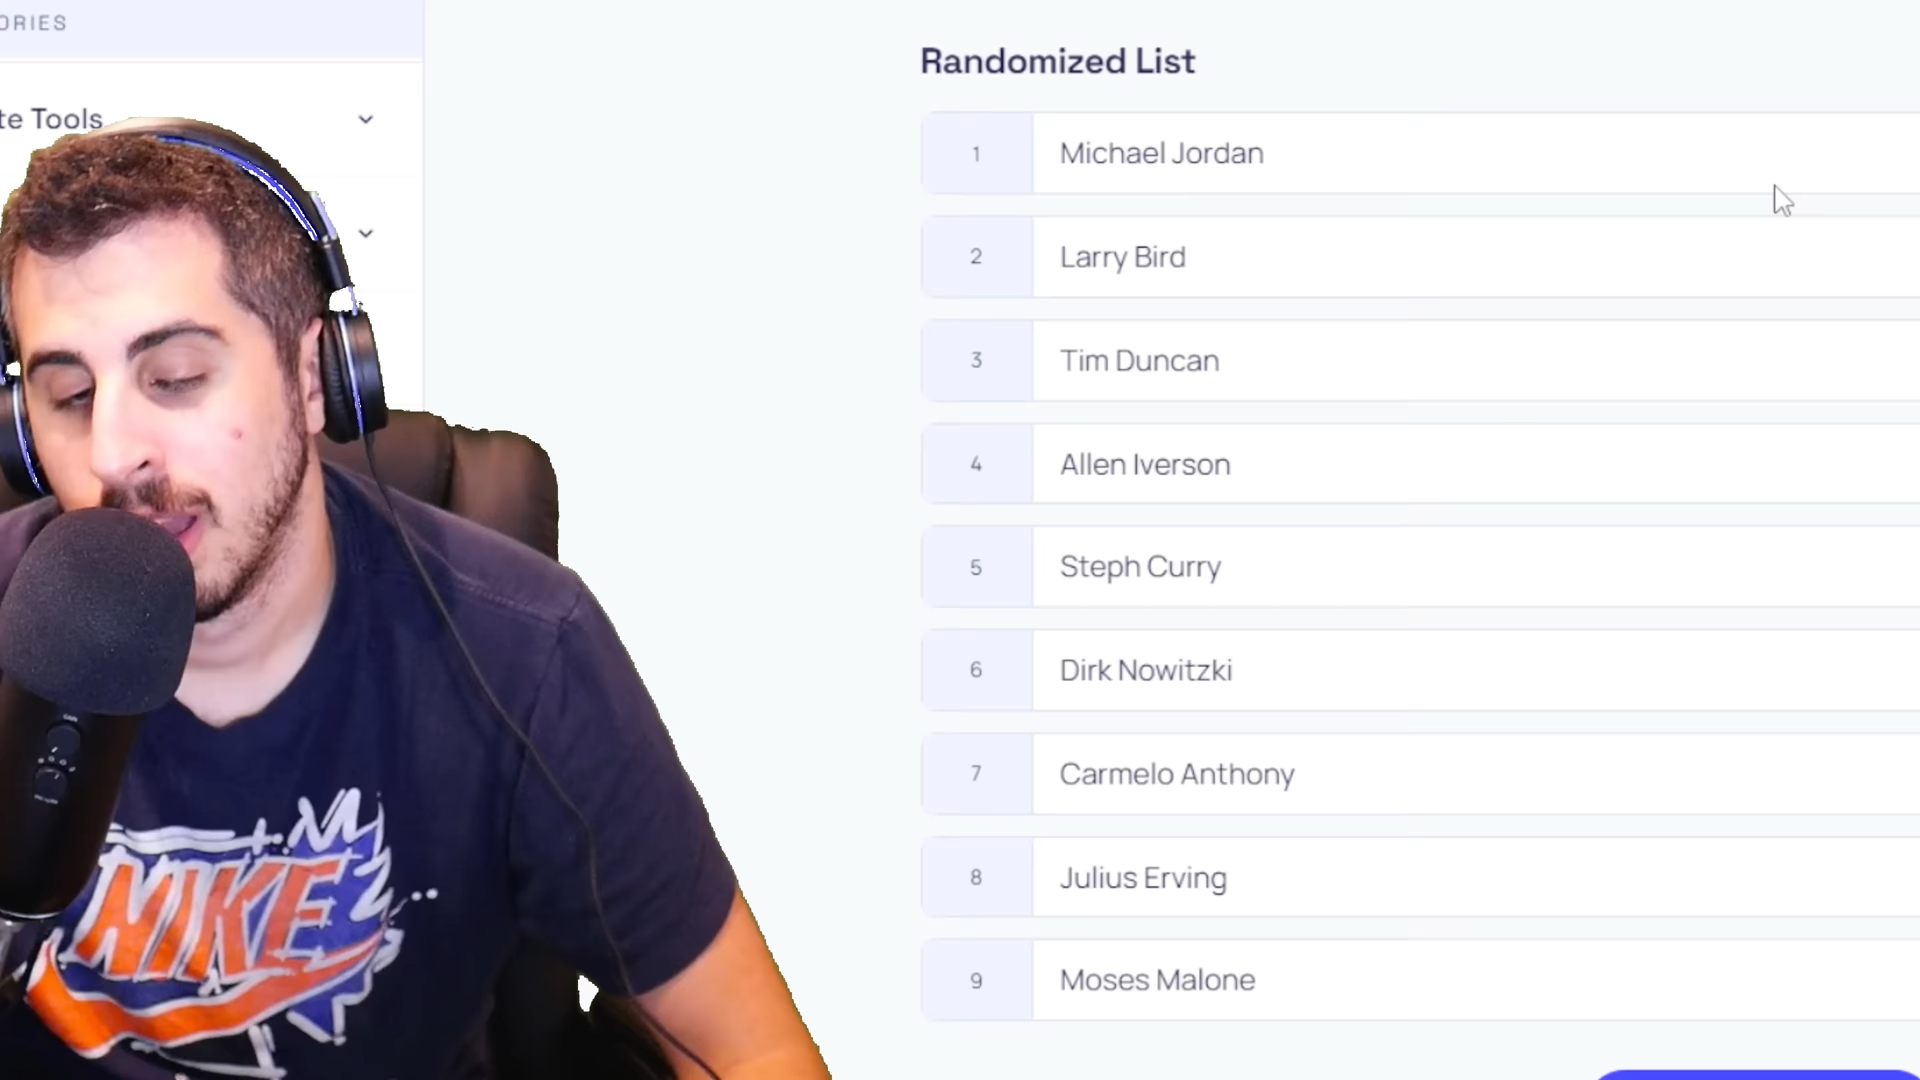 ORIES
te Tools
Randomized List
1 Michael Jordan
2 Larry Bird
3 Tim Duncan
4 Allen Iverson
5 Steph Curry
6 Dirk Nowitzki
7 Carmelo Anthony
8 Julius Erving
9 Moses Malone
NIKE